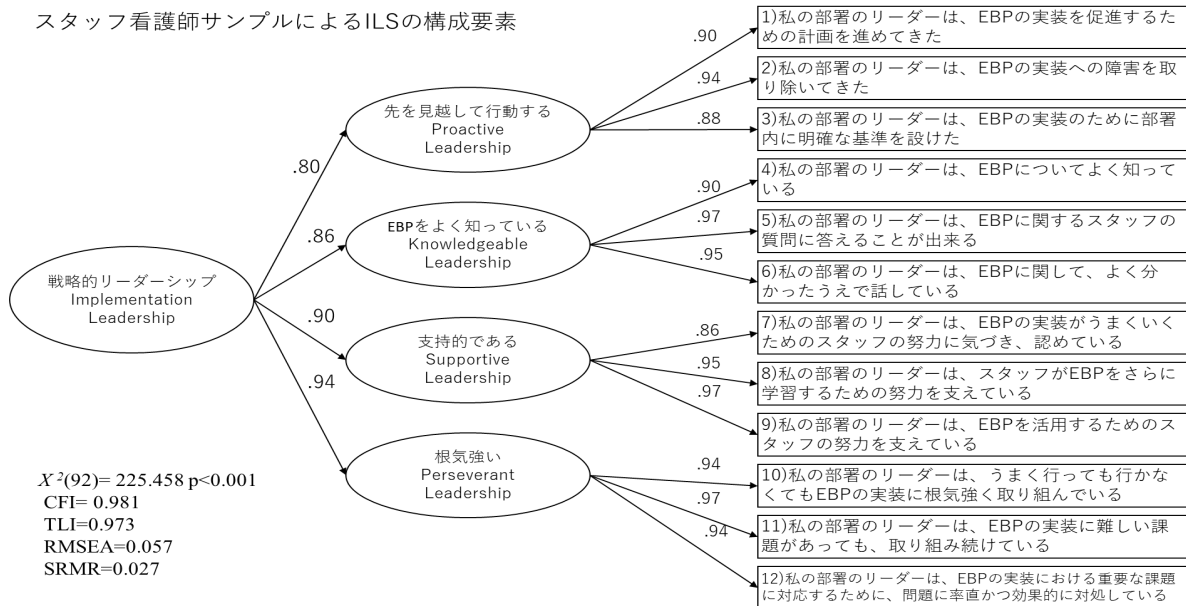 スタッフ看護師サンプルによるILSの構成要素
戦略的リーダーシップ
Implementation
Leadership
.80
.86
.90
.94
先を見越して行動する
Proactive
Leadership
EBPをよく知っている
Knowledgeable
Leadership
支持的である
Supportive
Leadership
根気強い
Perseverant
Leadership
.90
.94
.88
.90
.97
.95
.86
.95
.97
.94
.97
.94
1)私の部署のリーダーは、EBPの実装を促進するた
めの計画を進めてきた
2)私の部署のリーダーは、EBPの実装への障害を取
り除いてきた
3)私の部署のリーダーは、EBPの実装のために部署
内に明確な基準を設けた
4)私の部署のリーダーは、EBPについてよく知って
いる
5)私の部署のリーダーは、EBPに関するスタッフの
質問に答えることが出来る
6)私の部署のリーダーは、EBPに関して、よく分
かったうえで話している
7)私の部署のリーダーは、EBPの実装がうまくいく
ためのスタッフの努力に気づき、認めている
8)私の部署のリーダーは、スタッフがEBPをさらに
学習するための努力を支えている
9)私の部署のリーダーは、EBPを活用するためのス
タッフの努力を支えている
10)私の部署のリーダーは、うまく行っても行かな
くてもEBPの実装に根気強く取り組んでいる
11)私の部署のリーダーは、EBPの実装に難しい課
題があっても、取り組み続けている
12)私の部署のリーダーは、EBPの実装における重要な課題
に対応するために、問題に率直かつ効果的に対処している
X ²(92)= 225.458 p<0.001
CFI= 0.981
TLI=0.973
RMSEA=0.057
SRMR=0.027